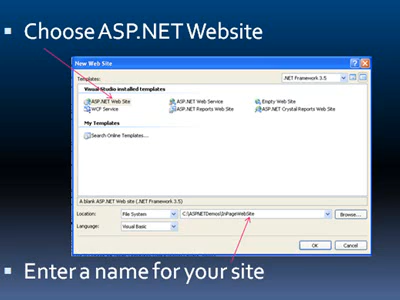 Choose ASP.NET Website
New Web Site
Templates:
.NET Framework 3.5
Visual Studio installed templates
ASP.NET Web Site
ASP.NET Web Service
Empty Web Site
WCF Service
ASP.NET Reports Web Site
ASP.NET Crystal Reports Web Site
My Templates
Search Online Templates...
A blank ASP.NET Web site (.NET Framework 3.5)
Location:
File System
C:\ASPNETDemos\InPageWebSite
Browse...
Language:
Visual Basic
OK
Cancel
Enter a name for your site